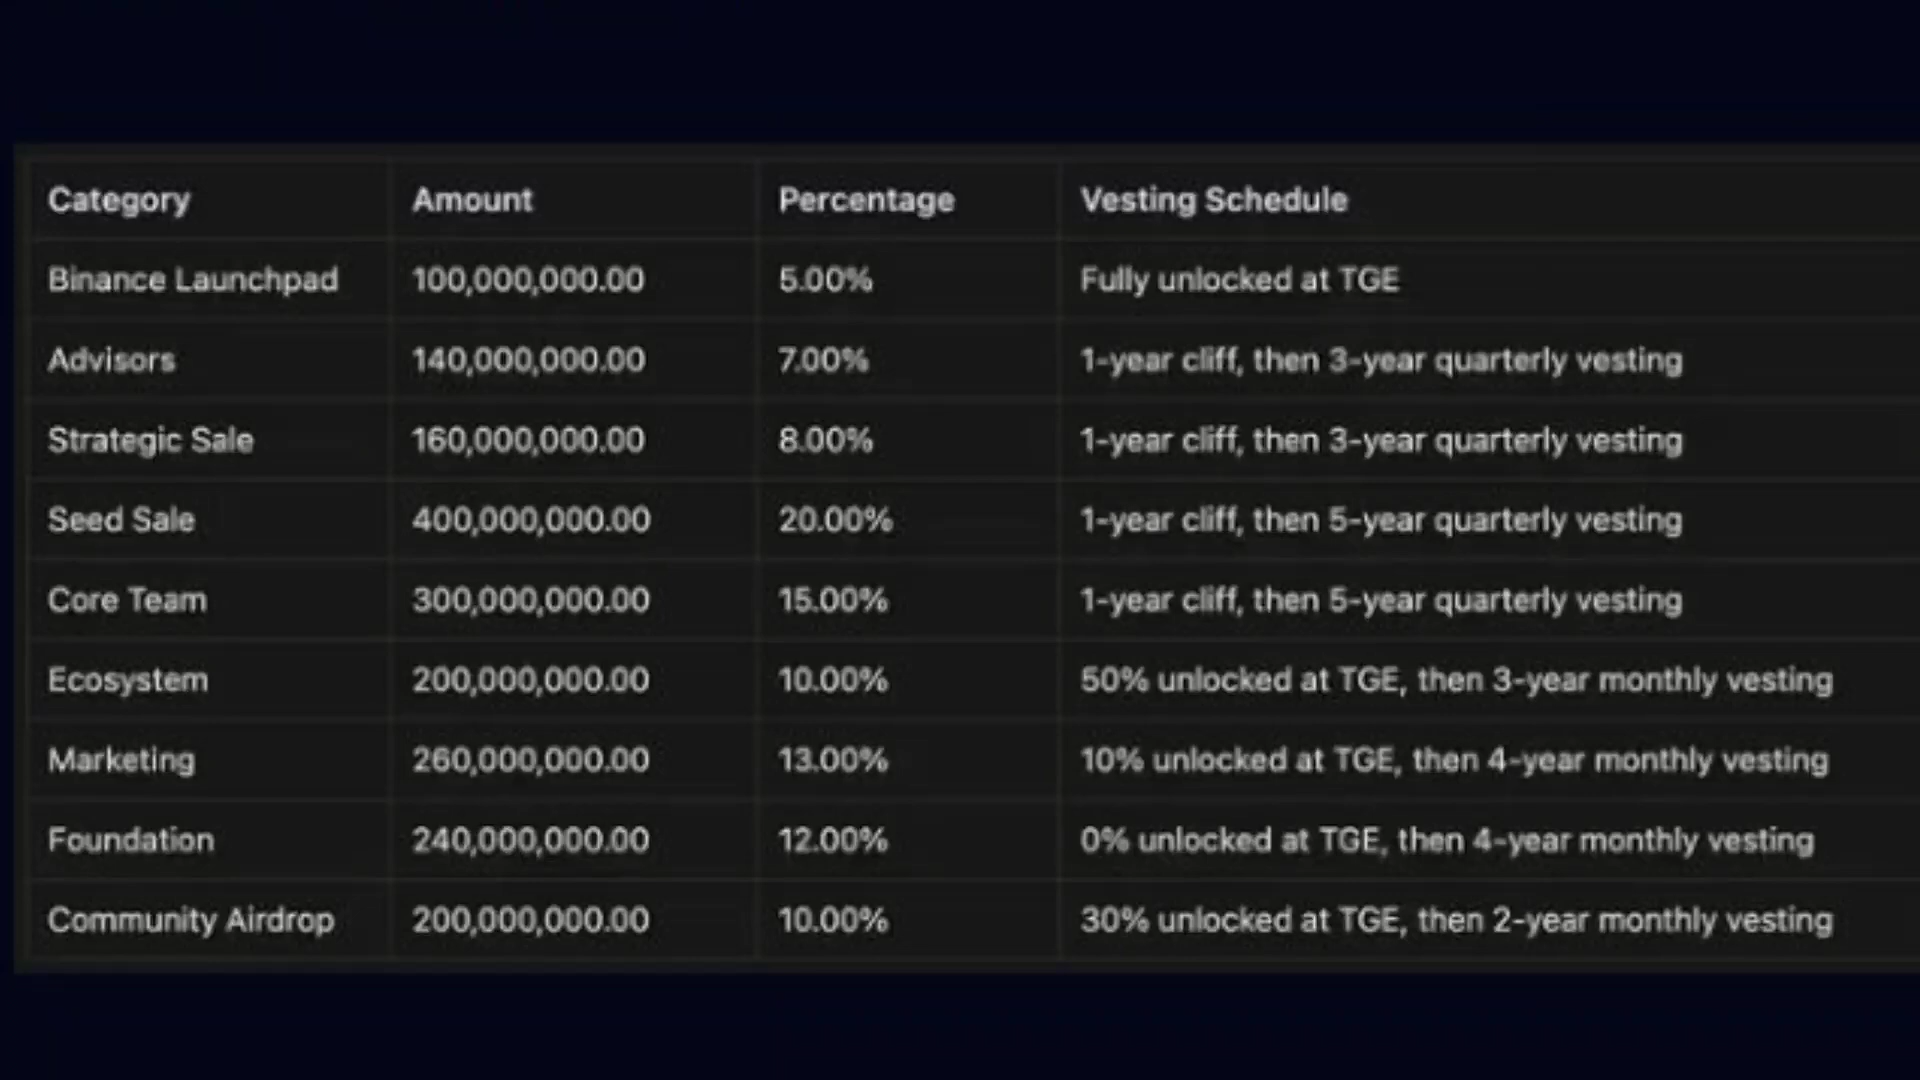 Category Amount Percentage Vesting Schedule
Binance Launchpad 100,000,000.00 5.00% Fully unlocked at TGE
Advisors 140,000,000.00 7.00% 1-year cliff, then 3-year quarterly vesting
Strategic Sale 160,000,000.00 8.00% 1-year cliff, then 3-year quarterly vesting
Seed Sale 400,000,000.00 20.00% 1-year cliff, then 5-year quarterly vesting
Core Team 300,000,000.00 15.00% 1-year cliff, then 5-year quarterly vesting
Ecosystem 200,000,000.00 10.00% 50% unlocked at TGE, then 3-year monthly vesting
Marketing 260,000,000.00 13.00% 10% unlocked at TGE, then 4-year monthly vesting
Foundation 240,000,000.00 12.00% 0% unlocked at TGE, then 4-year monthly vesting
Community Airdrop 200,000,000.00 10.00% 30% unlocked at TGE, then 2-year monthly vesting